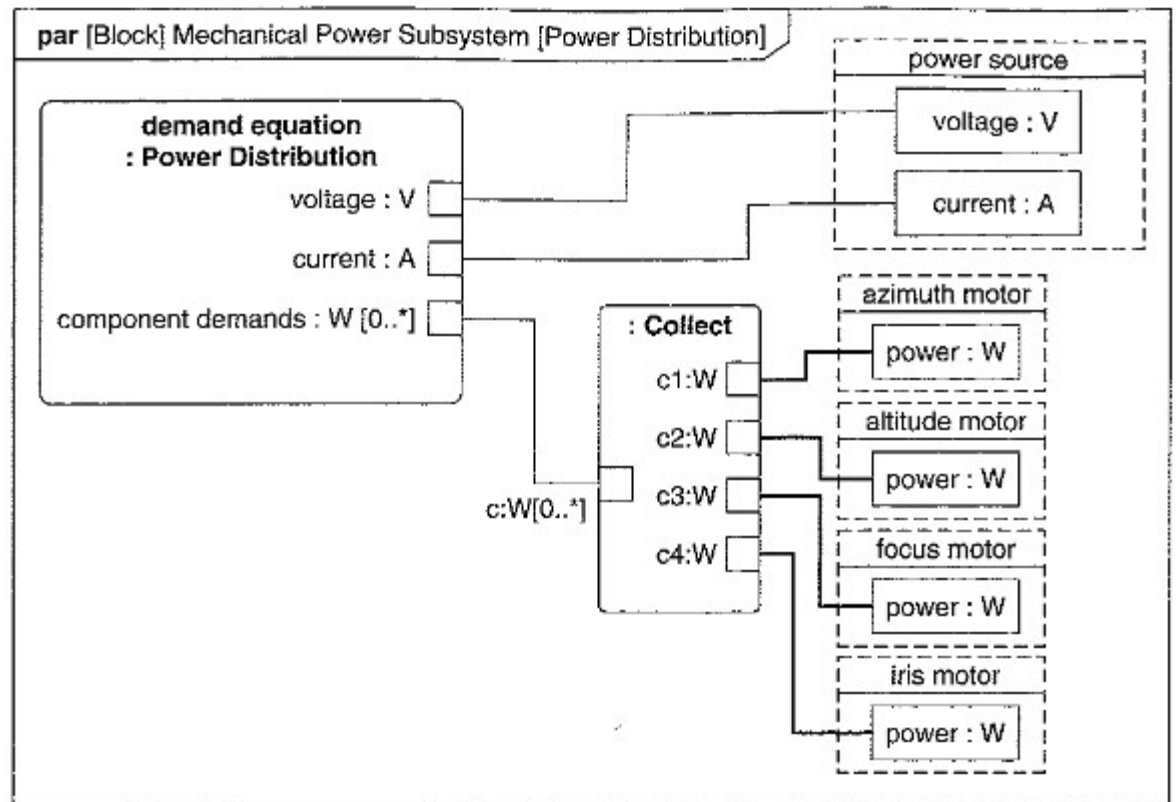 par [Block] Mechanical Power Subsystem [Power Distribution]
power source
voltage : V
current : A
demand equation
: Power Distribution
voltage : V
current : A
component demands : W [0..*]
: Collect
c1:W
c2:W
c3:W
c4:W
c:W[0..*]
azimuth motor
power : W
altitude motor
power : W
focus motor
power : W
iris motor
power : W